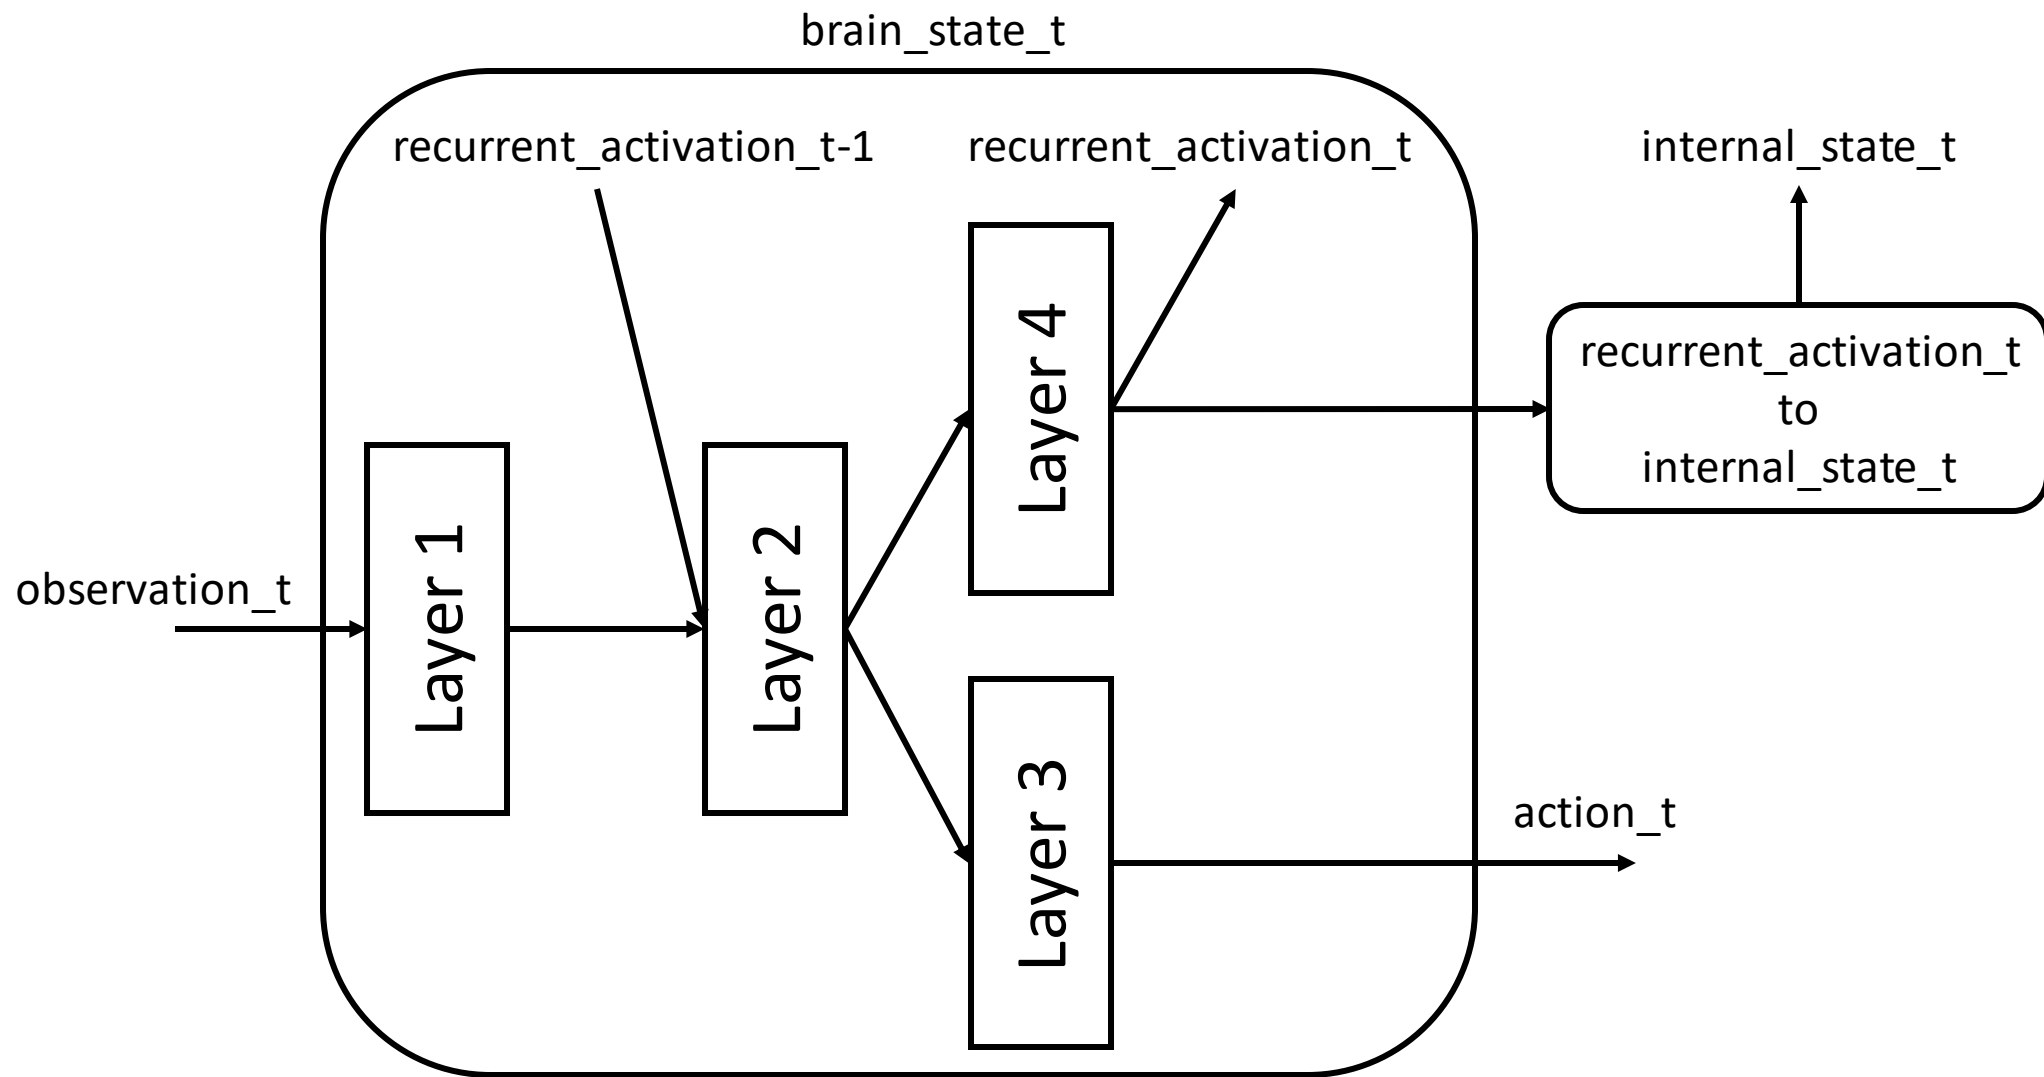 brain_state_t
recurrent_activation_t-1
recurrent_activation_t
internal_state_t
recurrent_activation_t
to
internal_state_t
Layer 4
Layer 1
Layer 2
observation_t
Layer 3
action_t